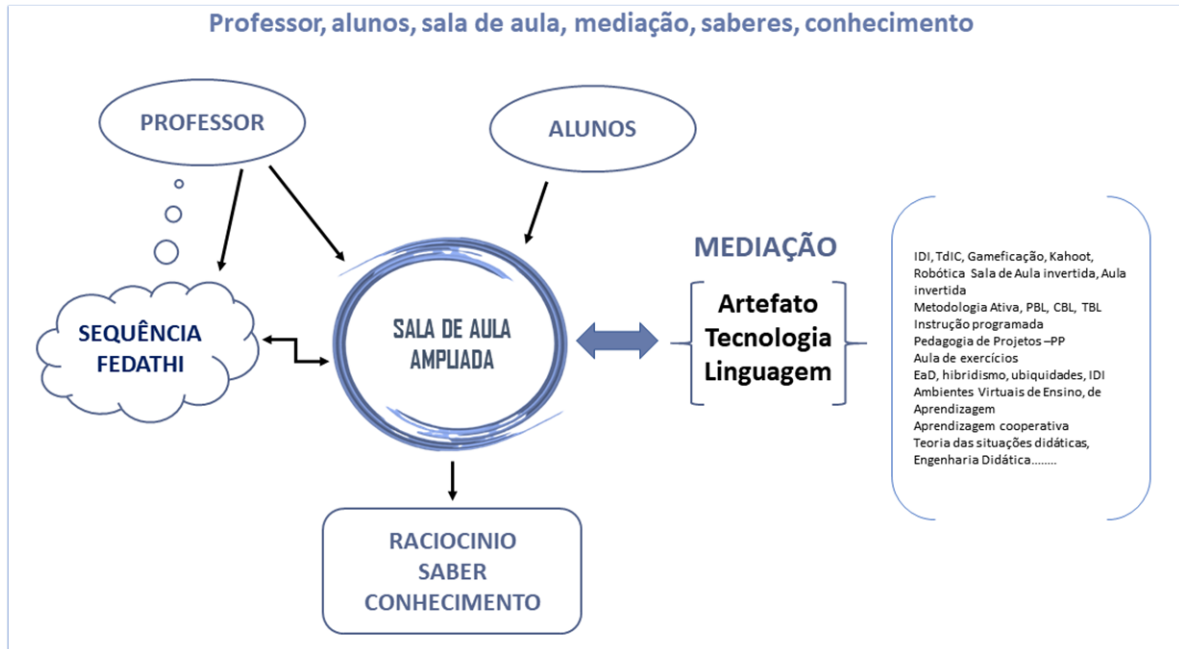 Professor, alunos, sala de aula, mediação, saberes, conhecimento
PROFESSOR
ALUNOS
SEQUÊNCIA
FEDATHI
SALA DE AULA
AMPLIADA
MEDIAÇÃO
Artefato
Tecnologia
Linguagem
IDI, TdIC, Gameficação, Kahoot,
Robótica Sala de Aula invertida, Aula
invertida
Metodologia Ativa, PBL, CBL, TBL
Instrução programada
Pedagogia de Projetos –PP
Aula de exercícios
EaD, hibridismo, ubiquidades, IDI
Ambientes Virtuais de Ensino, de
Aprendizagem
Aprendizagem cooperativa
Teoria das situações didáticas,
Engenharia Didática........
RACIOCINIO
SABER
CONHECIMENTO